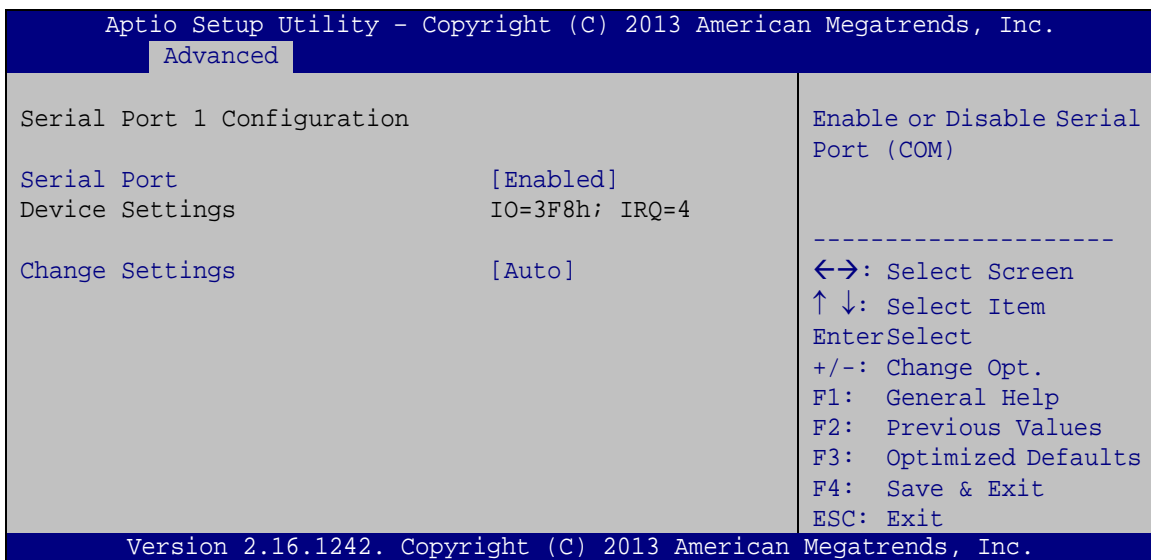 Aptio Setup Utility – Copyright (C) 2013 American Megatrends, Inc.
Advanced
Serial Port 1 Configuration
Serial Port [Enabled]
Device Settings IO=3F8h; IRQ=4
Change Settings [Auto]
Enable or Disable Serial
Port (COM)
---------------------
←→: Select Screen
↑ ↓: Select Item
EnterSelect
+/-: Change Opt.
F1: General Help
F2: Previous Values
F3: Optimized Defaults
F4: Save & Exit
ESC: Exit
Version 2.16.1242. Copyright (C) 2013 American Megatrends, Inc.